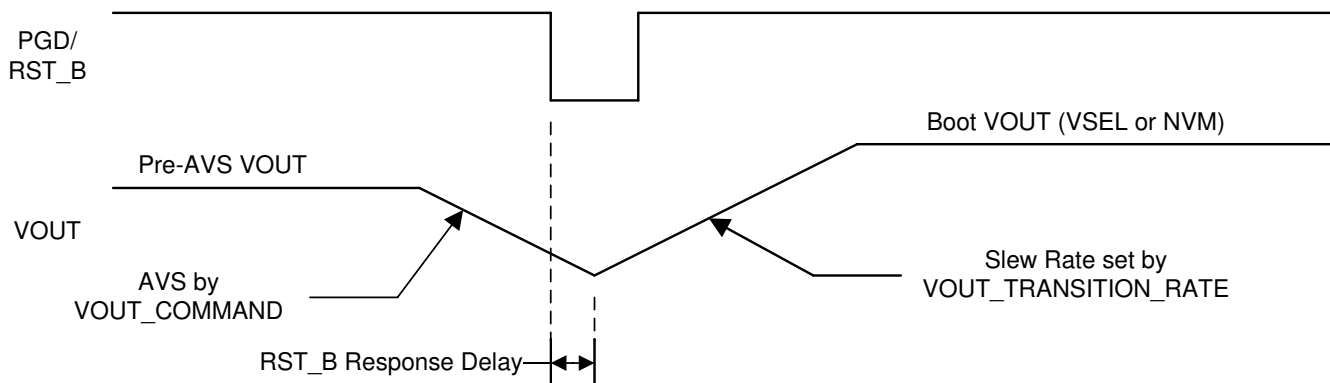 PGD/
RST_B
Boot VOUT (VSEL or NVM)
Pre-AVS VOUT
VOUT
AVS by
VOUT_COMMAND
Slew Rate set by
VOUT_TRANSITION_RATE
RST_B Response Delay